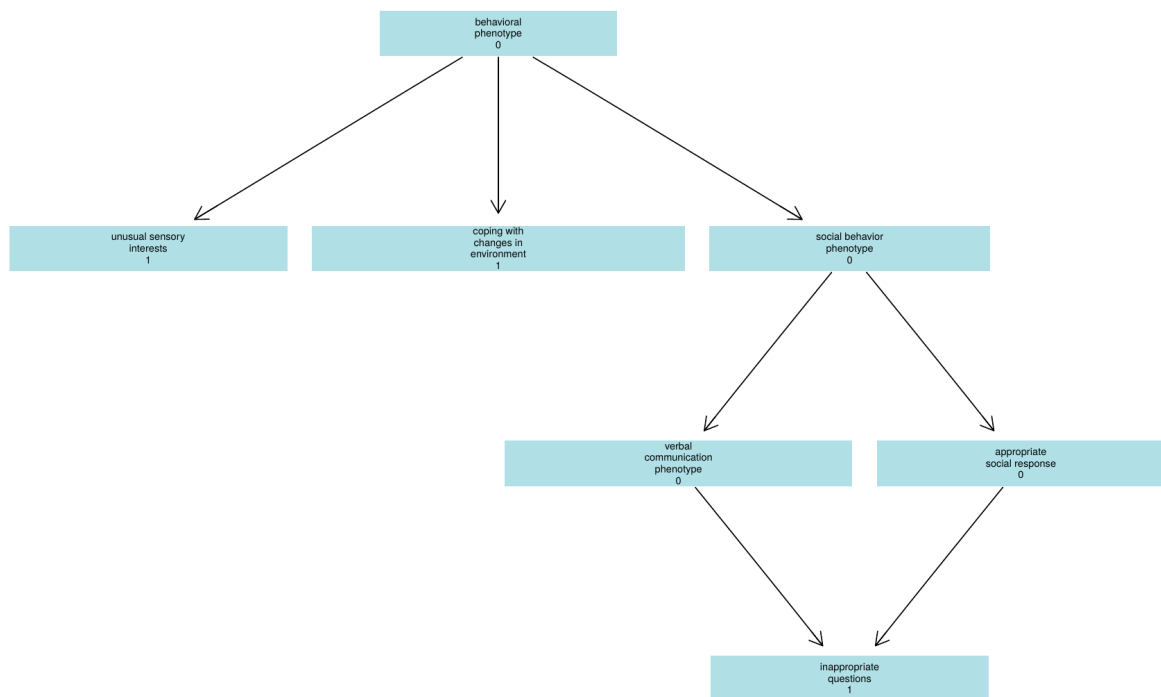 behavioral
phenotype
0
unusual sensory
interests
1
coping with
changes in
environment
1
social behavior
phenotype
0
verbal
communication
phenotype
0
appropriate
social response
0
inappropriate
questions
1